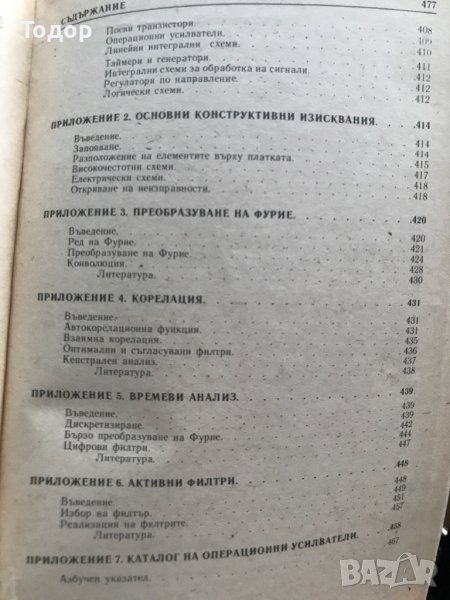 Тодор
СЪДЪРЖАНИЕ 477
Полеви транзистори. 408
Операционни усилватели. 409
Линейни интегрални схеми. 410
Таймери и генератори. 411
Интегрални схеми за обработка на сигнали. 412
Регулатори по направление. 412
Логически схеми. 412
ПРИЛОЖЕНИЕ 2. ОСНОВНИ КОНСТРУКТИВНИ ИЗИСКВАНИЯ. 414
Въведение. 414
Запояване. 414
Разположение на елементите върху платката. 415
Високочестотни схеми. 417
Електрически схеми. 418
Откриване на неизправности. 418
ПРИЛОЖЕНИЕ 3. ПРЕОБРАЗУВАНЕ НА ФУРИЕ. 420
Въведение. 420
Ред на Фурие. 421
Преобразуване на Фурие. 424
Конволюция. 428
Литература. 430
ПРИЛОЖЕНИЕ 4. КОРЕЛАЦИЯ. 431
Въведение. 431
Автокорелационна функция. 431
Взаимна корелация. 435
Оптимални и съгласувани филтри. 436
Кепстрален анализ. 437
Литература. 438
ПРИЛОЖЕНИЕ 5. ВРЕМЕВИ АНАЛИЗ. 439
Въведение. 439
Дискретизиране. 442
Бързо преобразуване на Фурие. 444
Цифрови филтри. 447
Литература. 448
ПРИЛОЖЕНИЕ 6. АКТИВНИ ФИЛТРИ. 448
Въведение. 449
Избор на филтър. 451
Реализация на филтрите. 457
Литература. 458
ПРИЛОЖЕНИЕ 7. КАТАЛОГ НА ОПЕРАЦИОННИ УСИЛВАТЕЛИ. 467
Азбучен указател.
BAZAR